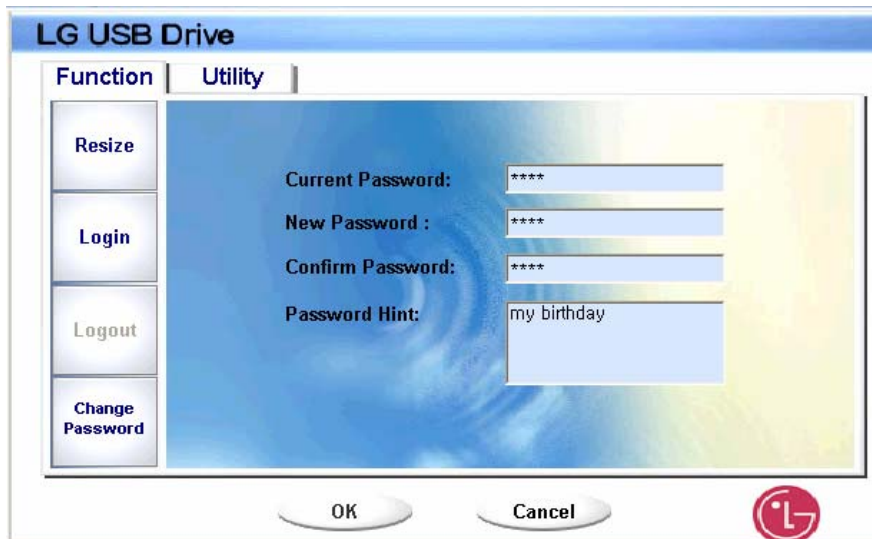 LG USB Drive
Function
Utility
Resize
Login
Logout
Change
Password
Current Password: ****
New Password : ****
Confirm Password: ****
Password Hint: my birthday
OK
Cancel
LG